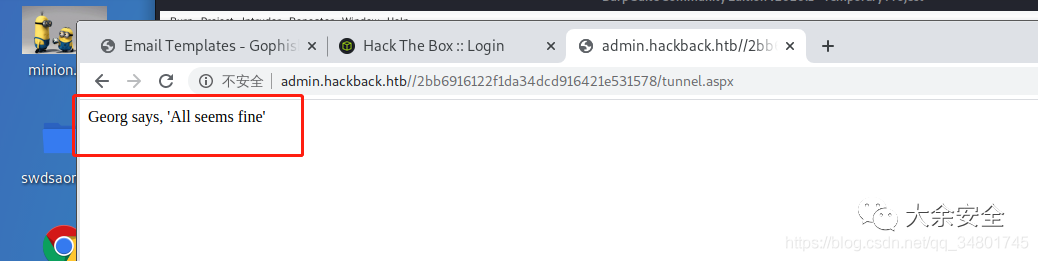 minion.
swdsaor
Email Templates - Gophis
Hack The Box :: Login
admin.hackback.htb//2bb6
不安全
admin.hackback.htb//2bb6916122f1da34dcd916421e531578/tunnel.aspx
Georg says, 'All seems fine'
大余安全
https://blog.csdn.net/qq_34801745